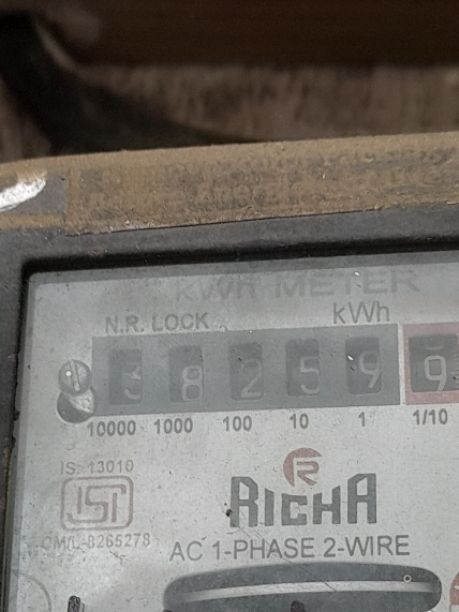 kWh METER
N.R. LOCK kWh
3 8 2 5 9 9
10000 1000 100 10 1 1/10
IS: 13010
R
ISI
RICHA
CM/L-8265278
AC 1-PHASE 2-WIRE